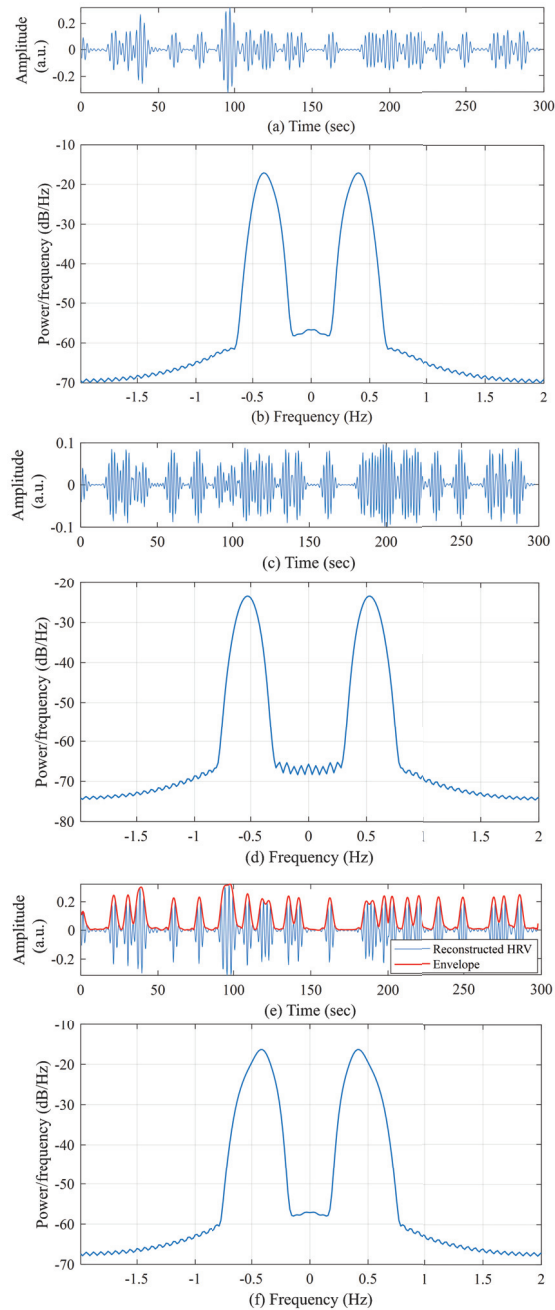 Amplitude
(a.u.)
0.2
0
-0.2
0 50 100 150 200 250 300
(a) Time (sec)
Power/frequency (dB/Hz)
-10
-20
-30
-40
-50
-60
-70
-1.5 -1 -0.5 0 0.5 1 1.5 2
(b) Frequency (Hz)
Amplitude
(a.u.)
0.1
0
-0.1
0 50 100 150 200 250 300
(c) Time (sec)
Power/frequency (dB/Hz)
-20
-30
-40
-50
-60
-70
-80
-1.5 -1 -0.5 0 0.5 1 1.5 2
(d) Frequency (Hz)
Amplitude
(a.u.)
0.2
0
-0.2
Reconstructed HRV
Envelope
0 50 100 150 200 250 300
(e) Time (sec)
Power/frequency (dB/Hz)
-10
-20
-30
-40
-50
-60
-70
-1.5 -1 -0.5 0 0.5 1 1.5 2
(f) Frequency (Hz)